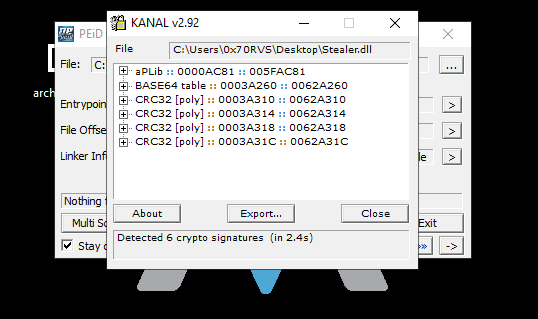 PEiD
KANAL v2.92
File C:\Users\0x70RVS\Desktop\Stealer.dll
File: C:
...
aPLib :: 0000AC81 :: 005FAC81
BASE64 table :: 0003A260 :: 0062A260
CRC32 [poly] :: 0003A310 :: 0062A310
CRC32 [poly] :: 0003A314 :: 0062A314
CRC32 [poly] :: 0003A318 :: 0062A318
CRC32 [poly] :: 0003A31C :: 0062A31C
arch
Entrypoin
>
File Offse
>
Linker Info
>
Nothing f
About Export... Close
Multi Sc
Exit
Detected 6 crypto signatures (in 2.4s)
Stay o
»» ->